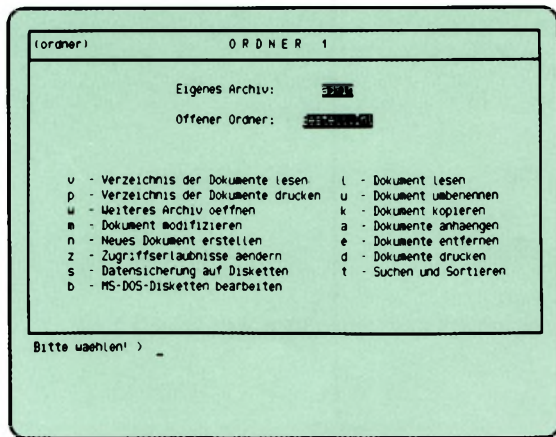 (ordner) O R D N E R 1
Eigenes Archiv: admin
Offener Ordner:
v - Verzeichnis der Dokumente lesen
p - Verzeichnis der Dokumente drucken
w - Weiteres Archiv oeffnen
m - Dokument modifizieren
n - Neues Dokument erstellen
z - Zugriffserlaubnisse aendern
s - Datensicherung auf Disketten
b - MS-DOS-Disketten bearbeiten
l - Dokument lesen
u - Dokument umbenennen
k - Dokument kopieren
a - Dokumente anhaengen
e - Dokumente entfernen
d - Dokumente drucken
t - Suchen und Sortieren
Bitte waehlen! > _